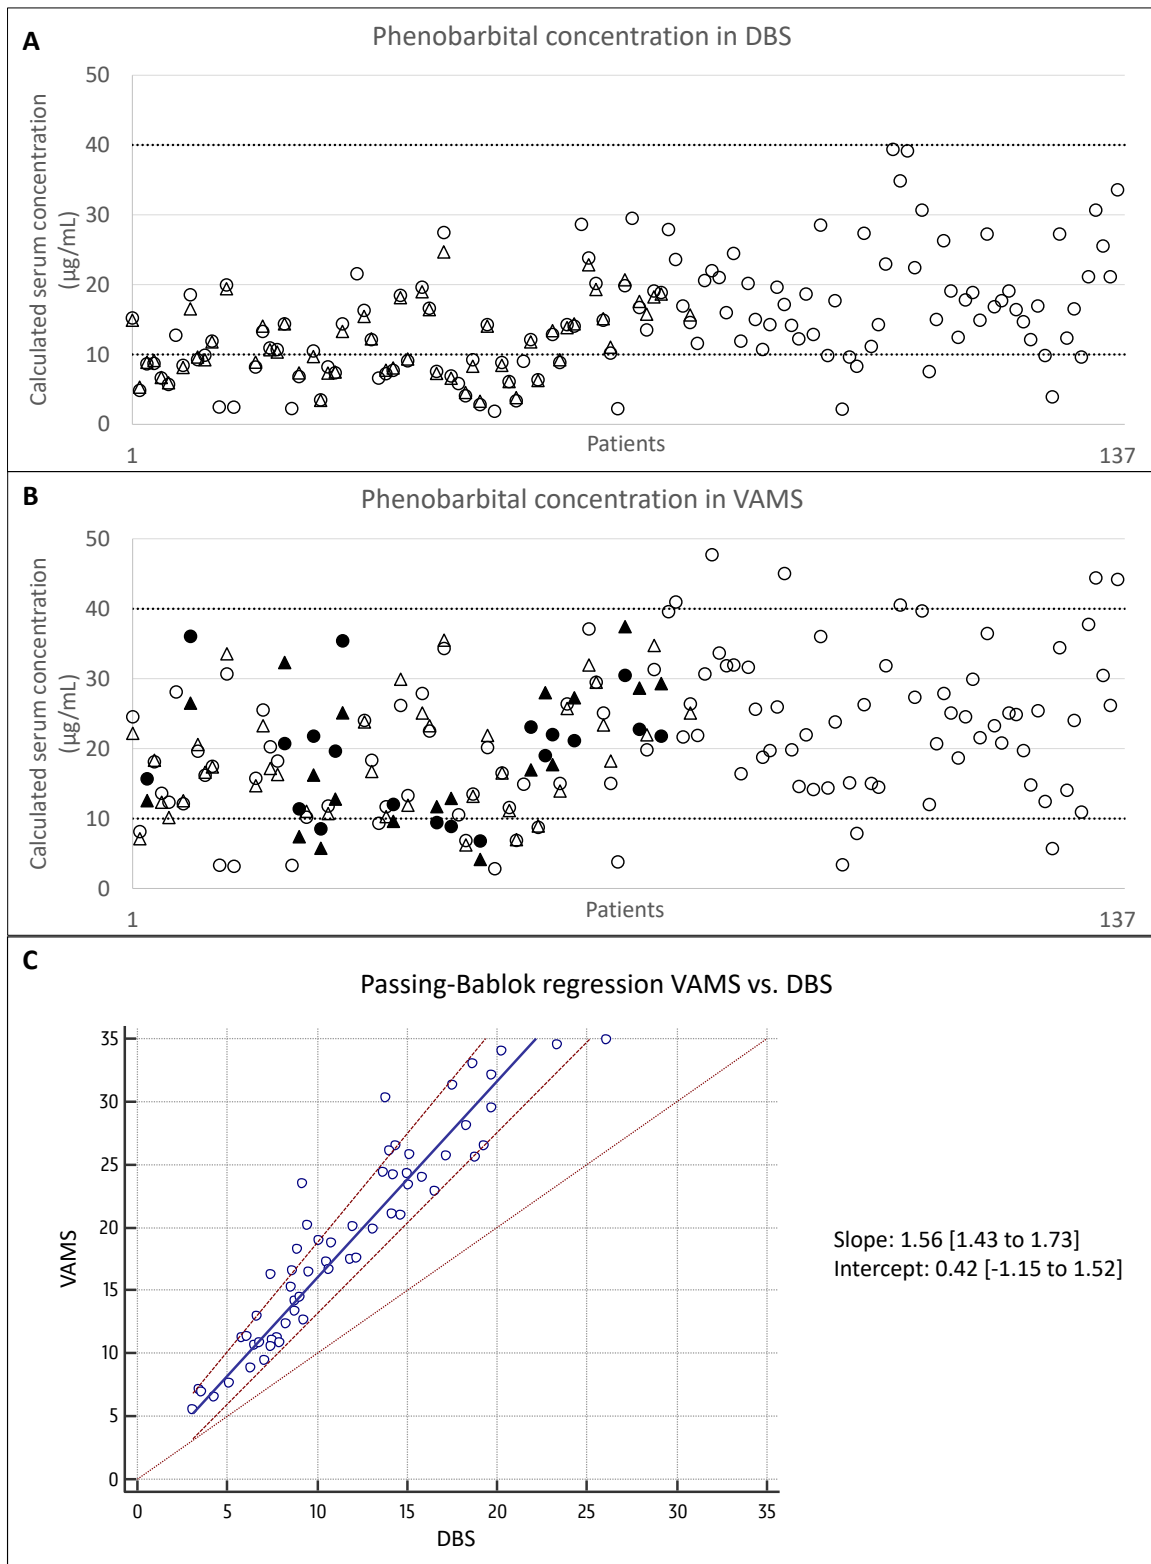 A
Phenobarbital concentration in DBS
Calculated serum concentration
(µg/mL)
50
40
30
20
10
0
Patients
1
137
B
Phenobarbital concentration in VAMS
Calculated serum concentration
(µg/mL)
50
40
30
20
10
0
Patients
1
137
C
Passing-Bablok regression VAMS vs. DBS
VAMS
35
30
25
20
15
10
5
0
Slope: 1.56 [1.43 to 1.73]
Intercept: 0.42 [-1.15 to 1.52]
0 5 10 15 20 25 30 35
DBS